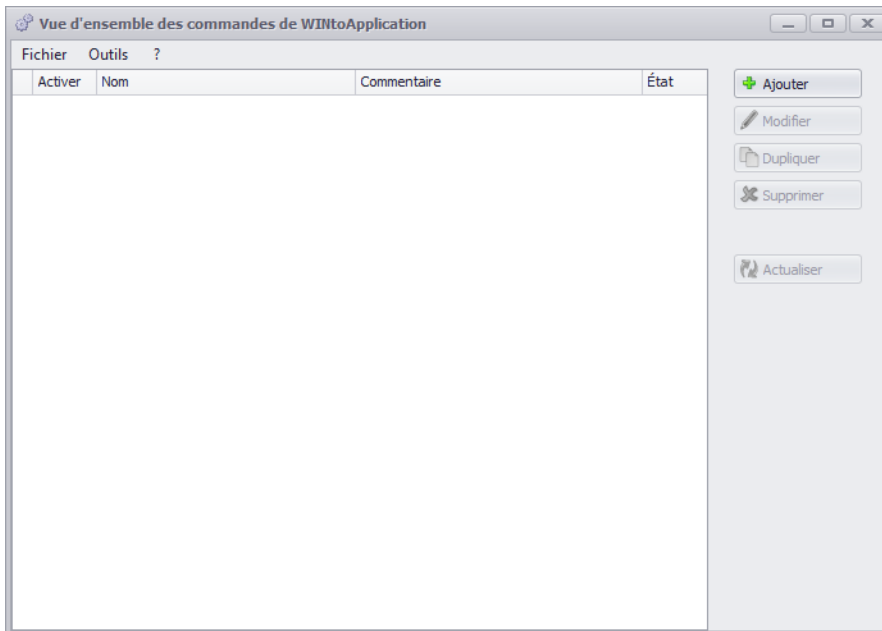 Vue d'ensemble des commandes de WINtoApplication
Fichier Outils ?
Activer Nom Commentaire État
Ajouter
Modifier
Dupliquer
Supprimer
Actualiser